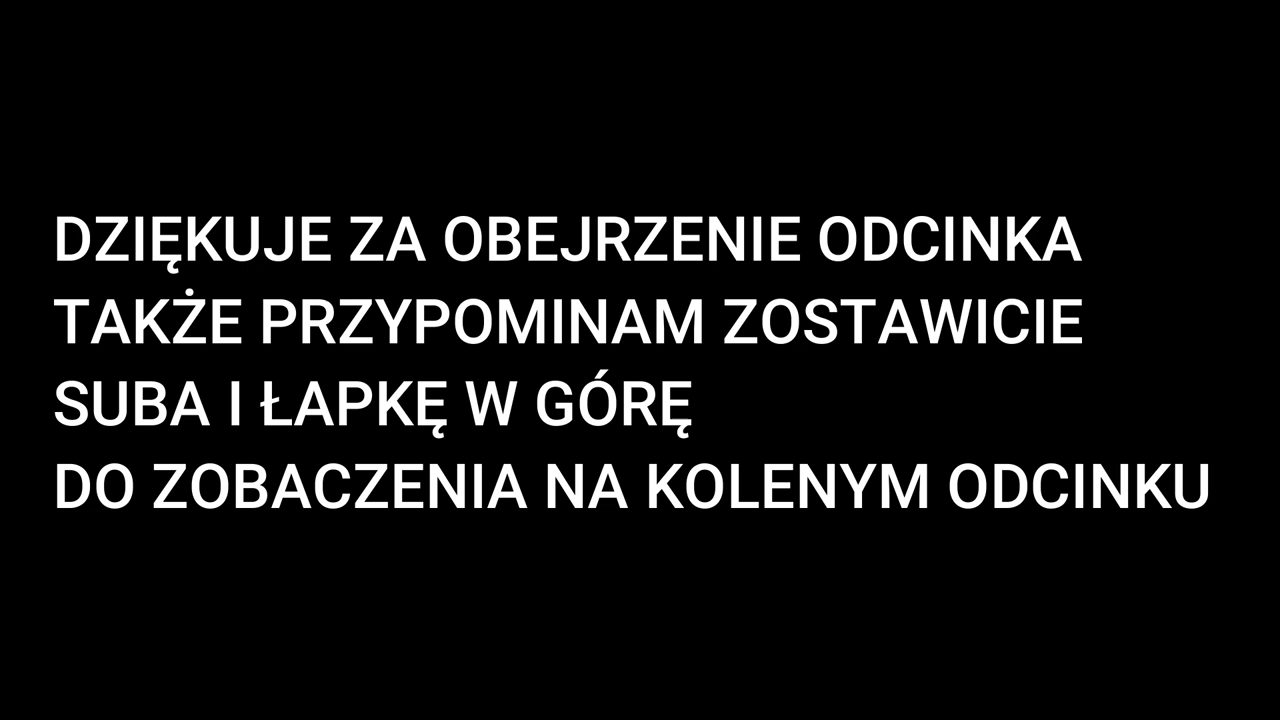 DZIĘKUJE ZA OBEJRZENIE ODCINKA
TAKŻE PRZYPOMINAM ZOSTAWICIE
SUBA I ŁAPKĘ W GÓRĘ
DO ZOBACZENIA NA KOLENYM ODCINKU